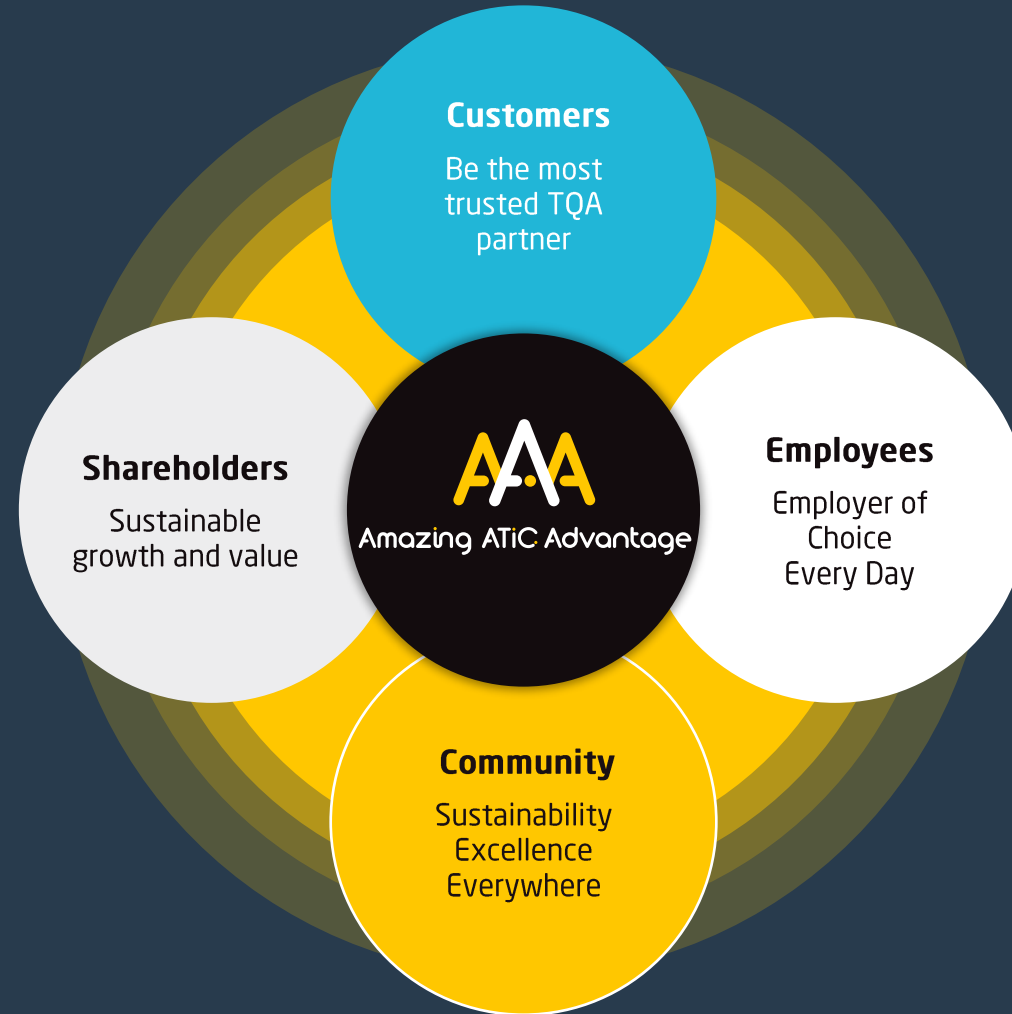 Customers
Be the most
trusted TQA
partner
Shareholders
Sustainable
growth and value
AAA
Amazing ATiC Advantage
Employees
Employer of
Choice
Every Day
Community
Sustainability
Excellence
Everywhere